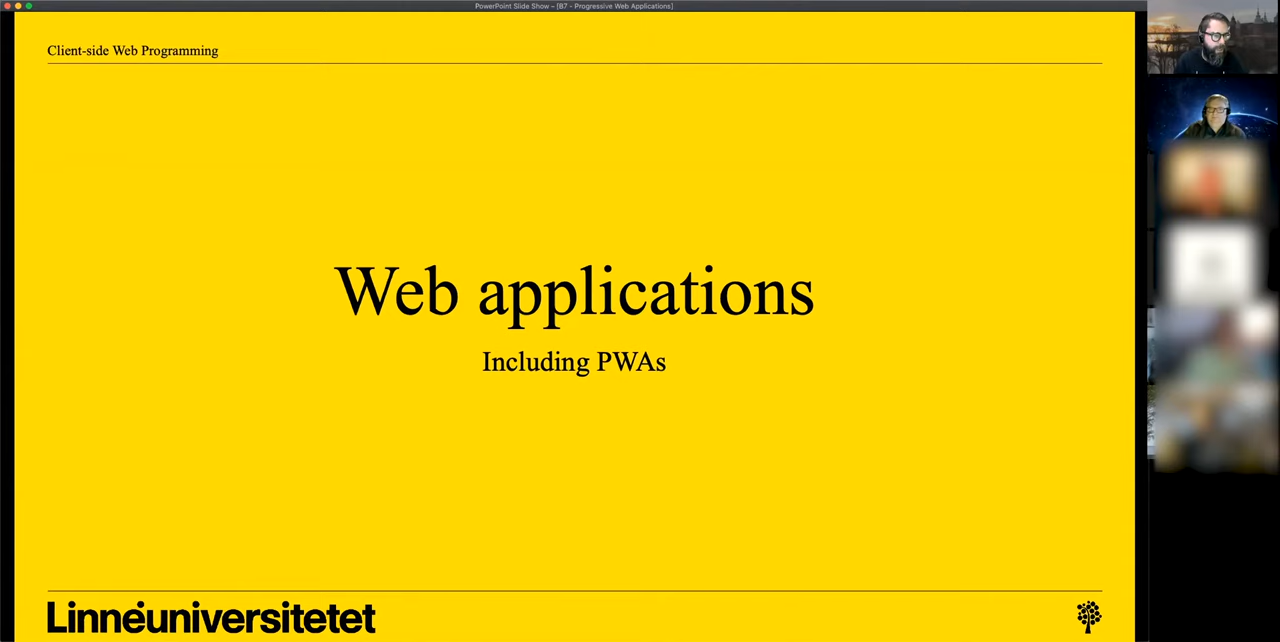 PowerPoint Slide Show – [B7 - Progressive Web Applications]
Client-side Web Programming
Web applications
Including PWAs
Linnéuniversitetet